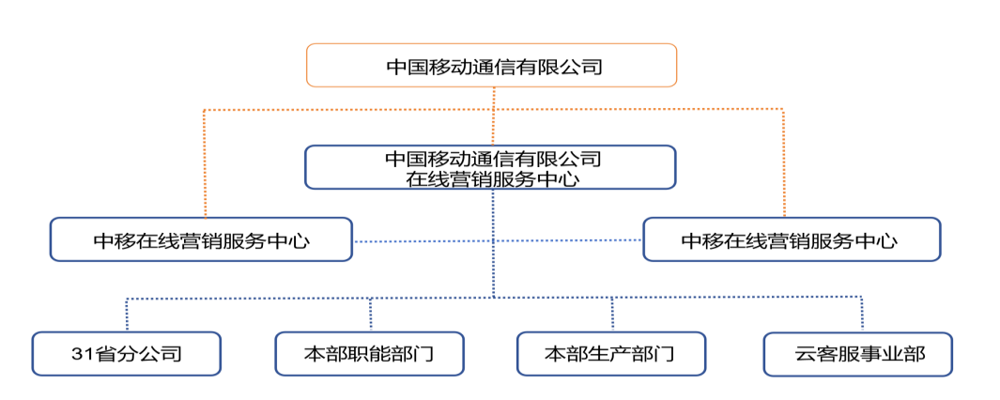 中国移动通信有限公司
中国移动通信有限公司
在线营销服务中心
中移在线营销服务中心
中移在线营销服务中心
31省分公司
本部职能部门
本部生产部门
云客服事业部